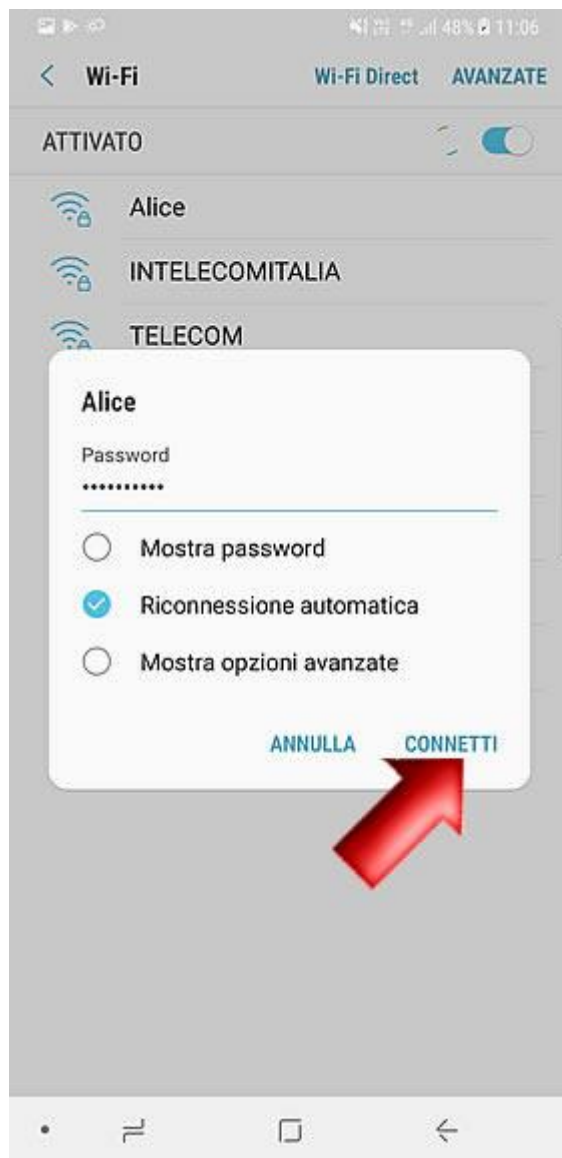 48% 11:06
Wi-Fi Wi-Fi Direct AVANZATE
ATTIVATO
Alice
INTELECOMITALIA
TELECOM
Alice
Password
••••••••••
Mostra password
Riconnessione automatica
Mostra opzioni avanzate
ANNULLA CONNETTI